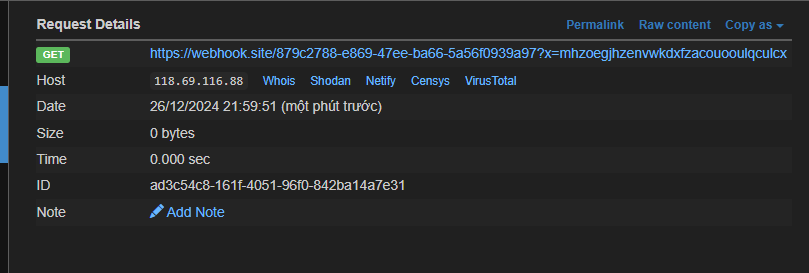 Request Details Permalink Raw content Copy as
GET https://webhook.site/879c2788-e869-47ee-ba66-5a56f0939a97?x=mhzoegjhzenvwkdxfzacouooulqculcx
Host 118.69.116.88 Whois Shodan Netify Censys VirusTotal
Date 26/12/2024 21:59:51 (một phút trước)
Size 0 bytes
Time 0.000 sec
ID ad3c54c8-161f-4051-96f0-842ba14a7e31
Note Add Note